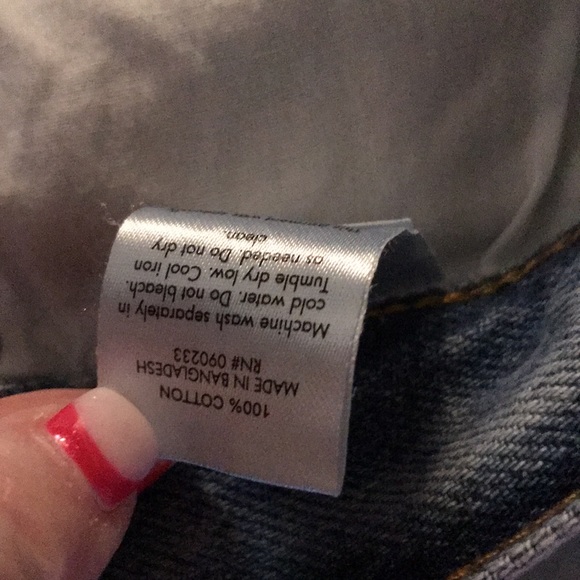 100% COTTON
MADE IN BANGLADESH
RN# 090233
Machine wash separately in
cold water. Do not bleach.
Tumble dry low. Cool iron
as needed. Do not dry
clean.